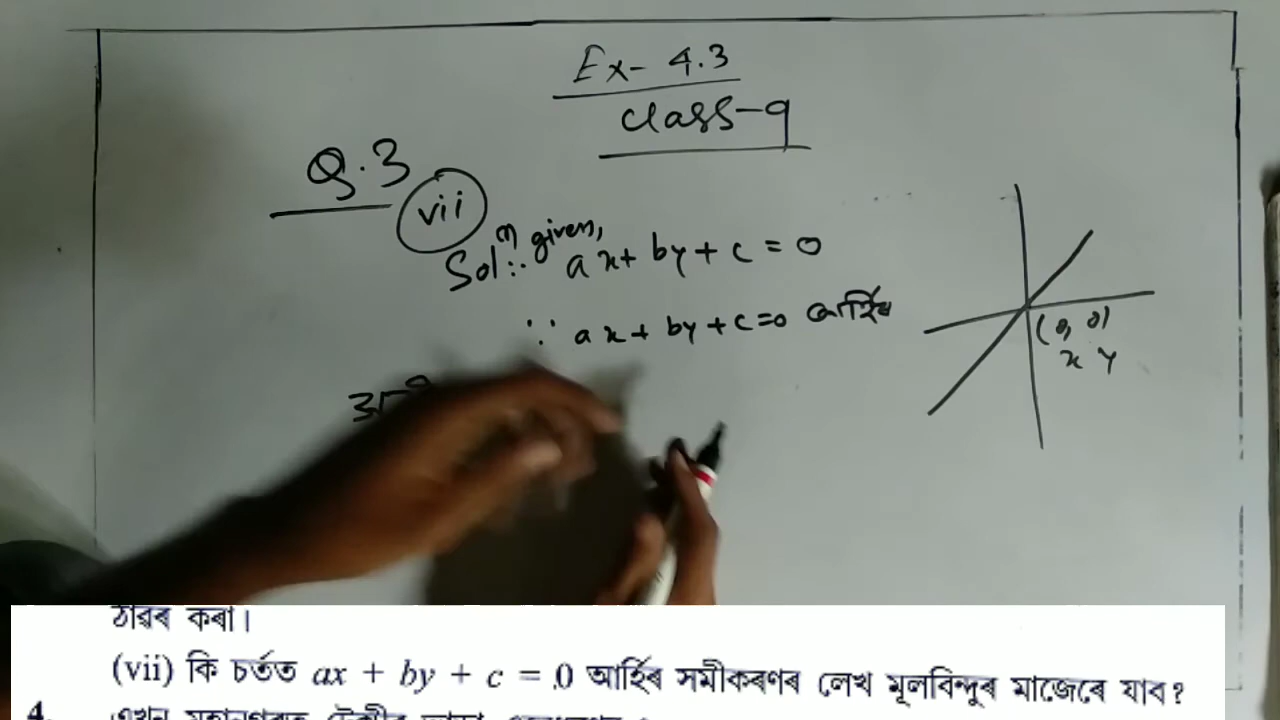 Ex- 4.3
Class-9
Q.3
vii
Solⁿ:- given, ax + by + c = 0
∵ ax + by + c = 0 আৰ্হিৰ
(0, 0)
x y
ঠাৱৰ কৰা।
(vii) কি চৰ্তত ax + by + c = 0 আৰ্হিৰ সমীকৰণৰ লেখ মূলবিন্দুৰ মাজেৰে যাব?
4.